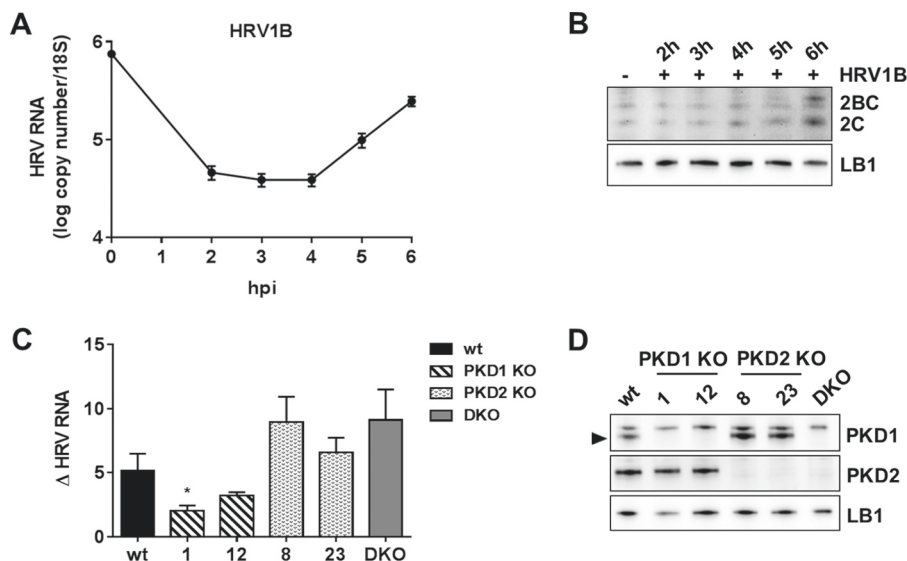 A
HRV1B
HRV RNA
(log copy number/18S)
6
5
4
0 1 2 3 4 5 6
hpi
B
2h 3h 4h 5h 6h
- + + + + + HRV1B
2BC
2C
LB1
C
Δ HRV RNA
15
10
5
0
*
wt 1 12 8 23 DKO
wt
PKD1 KO
PKD2 KO
DKO
D
PKD1 KO PKD2 KO
wt 1 12 8 23 DKO
PKD1
PKD2
LB1